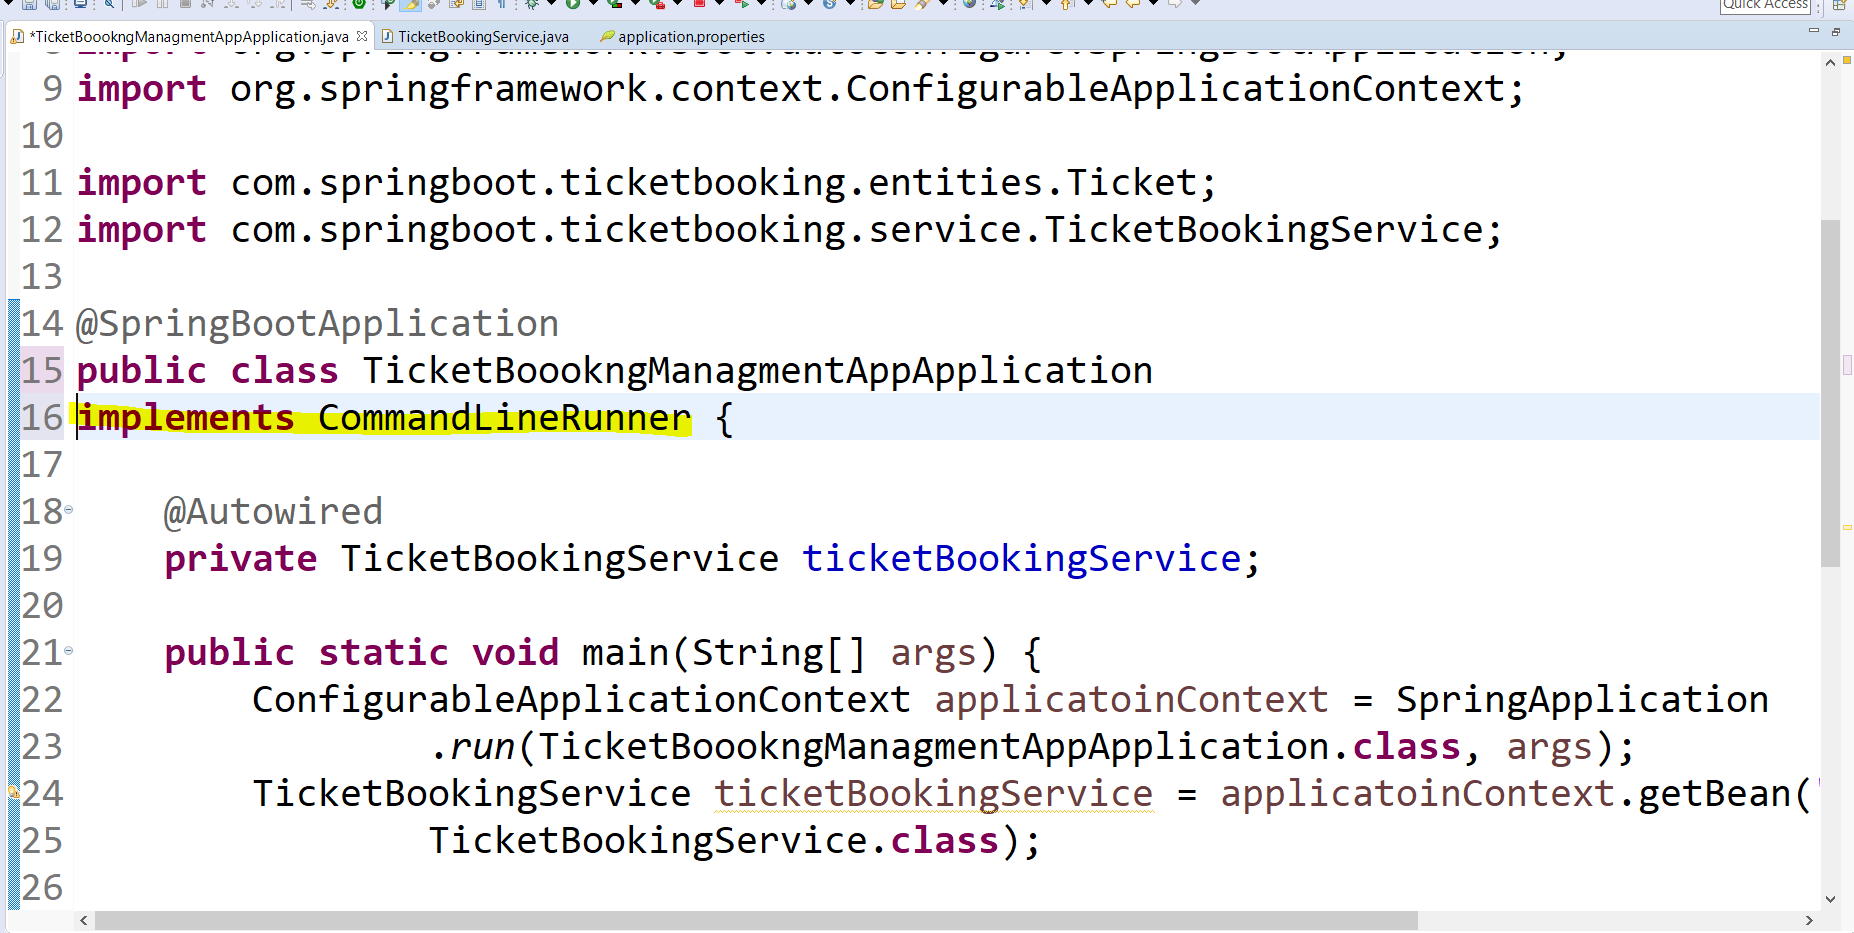 Quick Access
*TicketBoookngManagmentAppApplication.java TicketBookingService.java application.properties
9 import org.springframework.context.ConfigurableApplicationContext;
10
11 import com.springboot.ticketbooking.entities.Ticket;
12 import com.springboot.ticketbooking.service.TicketBookingService;
13
14 @SpringBootApplication
15 public class TicketBoookngManagmentAppApplication
16 implements CommandLineRunner {
17
18 @Autowired
19 private TicketBookingService ticketBookingService;
20
21 public static void main(String[] args) {
22 ConfigurableApplicationContext applicatoinContext = SpringApplication
23 .run(TicketBoookngManagmentAppApplication.class, args);
24 TicketBookingService ticketBookingService = applicatoinContext.getBean(
25 TicketBookingService.class);
26